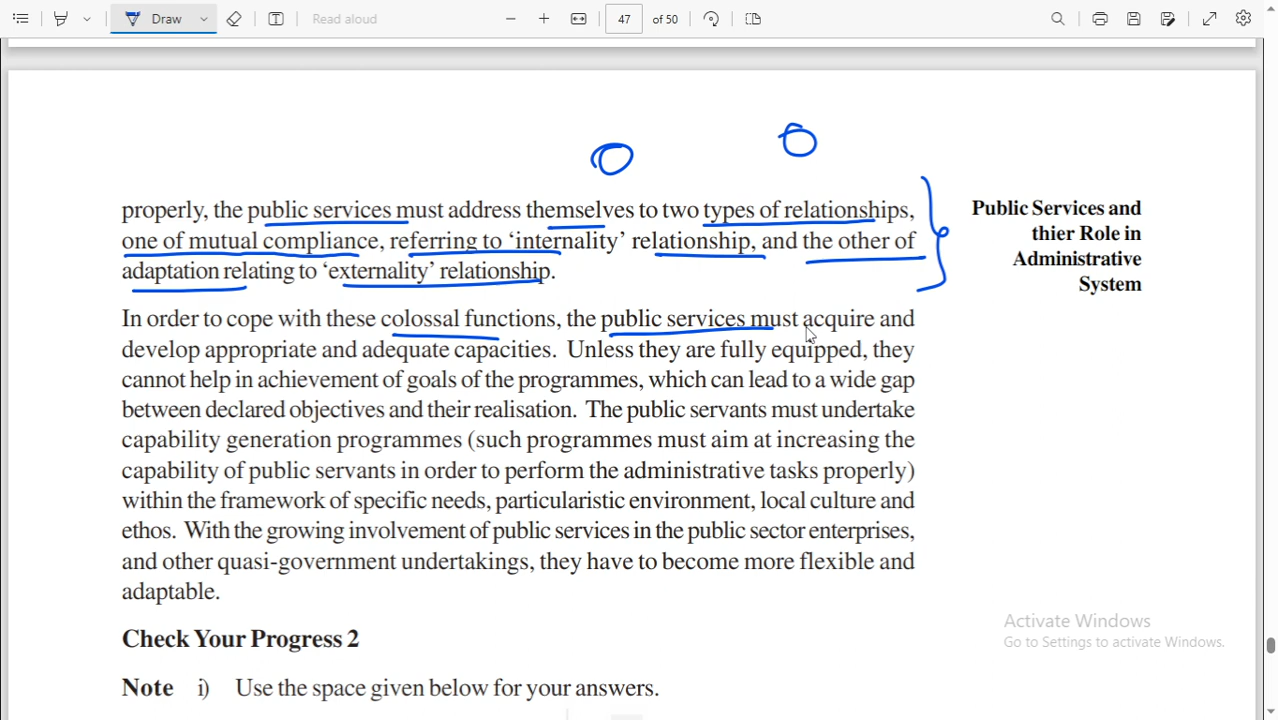 Draw
Read aloud
47 of 50
properly, the public services must address themselves to two types of relationships,
one of mutual compliance, referring to ‘internality’ relationship, and the other of
adaptation relating to ‘externality’ relationship.
Public Services and
thier Role in
Administrative
System
In order to cope with these colossal functions, the public services must acquire and
develop appropriate and adequate capacities. Unless they are fully equipped, they
cannot help in achievement of goals of the programmes, which can lead to a wide gap
between declared objectives and their realisation. The public servants must undertake
capability generation programmes (such programmes must aim at increasing the
capability of public servants in order to perform the administrative tasks properly)
within the framework of specific needs, particularistic environment, local culture and
ethos. With the growing involvement of public services in the public sector enterprises,
and other quasi-government undertakings, they have to become more flexible and
adaptable.
Activate Windows
Go to Settings to activate Windows.
Check Your Progress 2
Note i) Use the space given below for your answers.